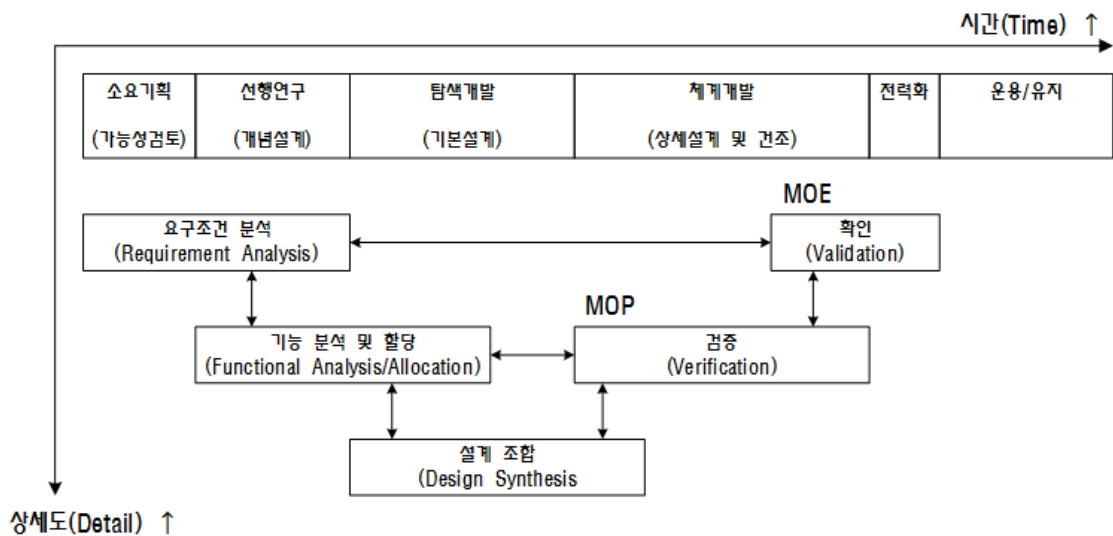 시간(Time) ↑
소요기획 선행연구 탐색개발 체계개발 전력화 운용/유지
(가능성검토) (개념설계) (기본설계) (상세설계 및 건조)
MOE
요구조건 분석 확인
(Requirement Analysis) (Validation)
MOP
기능 분석 및 할당 검증
(Functional Analysis/Allocation) (Verification)
설계 조합
(Design Synthesis
상세도(Detail) ↑